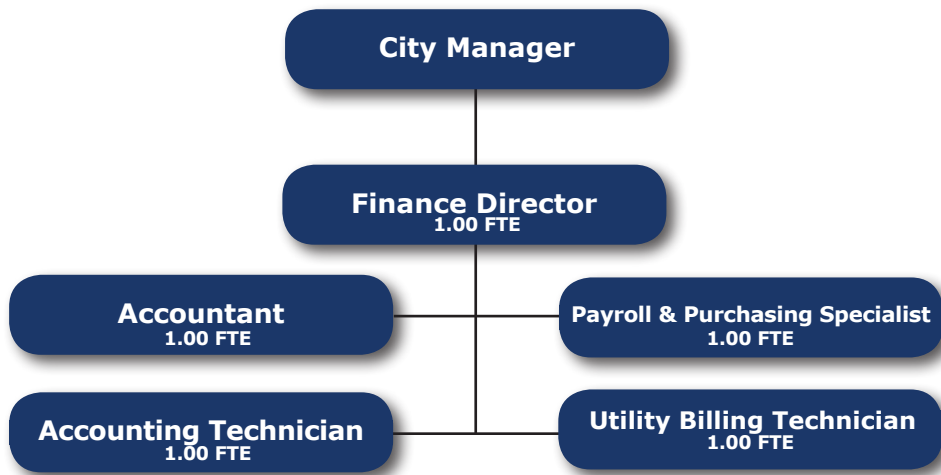 City Manager
Finance Director
1.00 FTE
Accountant
1.00 FTE
Payroll & Purchasing Specialist
1.00 FTE
Accounting Technician
1.00 FTE
Utility Billing Technician
1.00 FTE